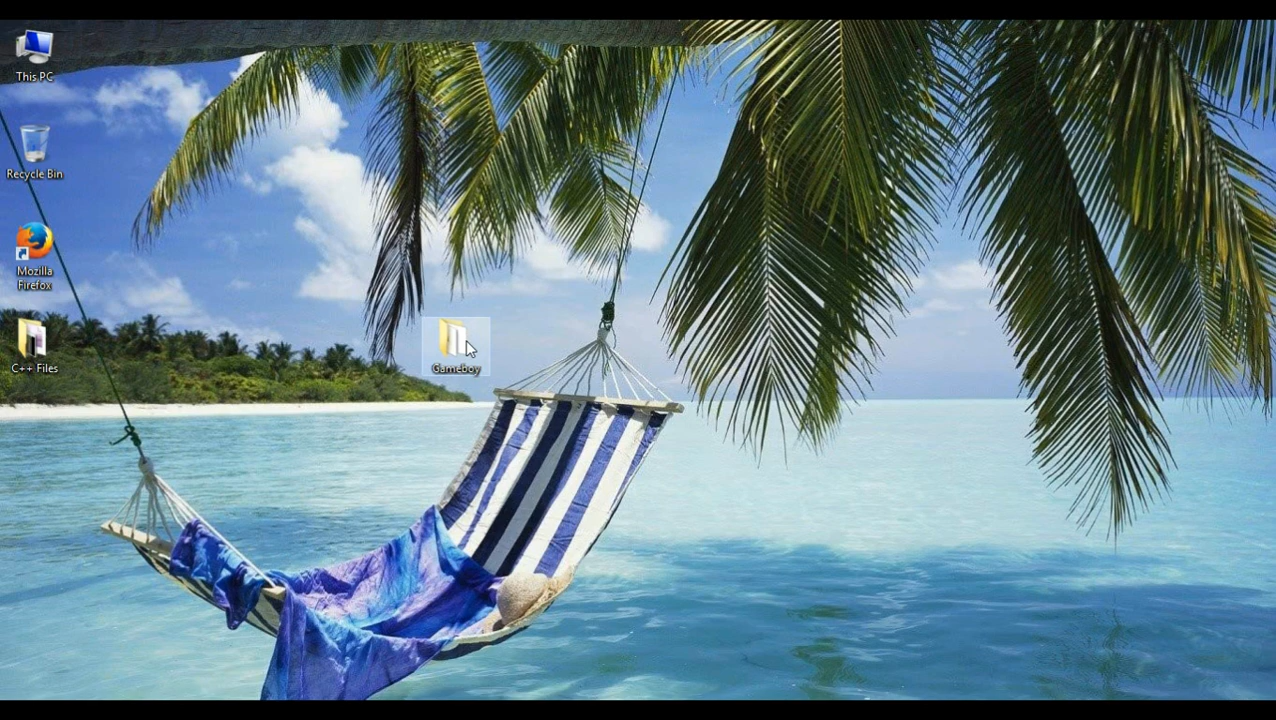 This PC
Recycle Bin
Mozilla
Firefox
C++ Files
Gameboy